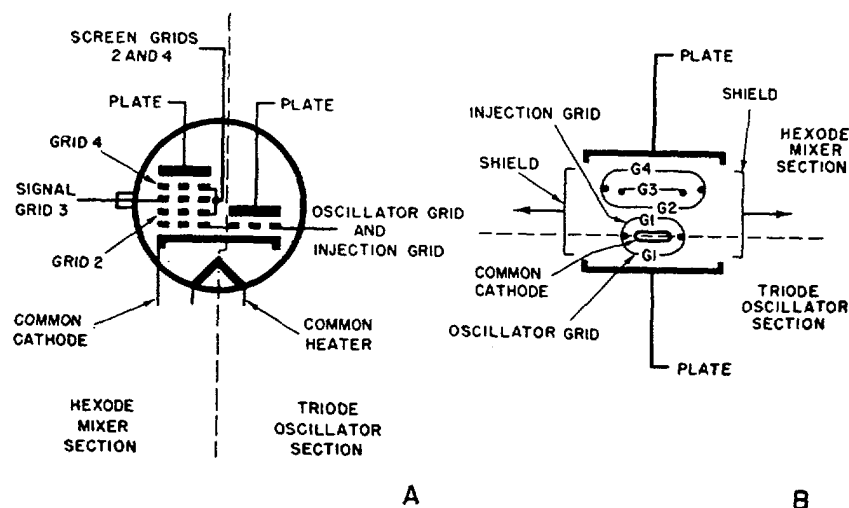 SCREEN GRIDS
2 AND 4
PLATE
PLATE
GRID 4
SIGNAL
GRID 3
OSCILLATOR GRID
AND
INJECTION GRID
GRID 2
COMMON
CATHODE
COMMON
HEATER
HEXODE
MIXER
SECTION
TRIODE
OSCILLATOR
SECTION
A
PLATE
INJECTION GRID
SHIELD
HEXODE
MIXER
SECTION
SHIELD
G4
G3
G2
G1
G1
COMMON
CATHODE
TRIODE
OSCILLATOR
SECTION
OSCILLATOR GRID
PLATE
B